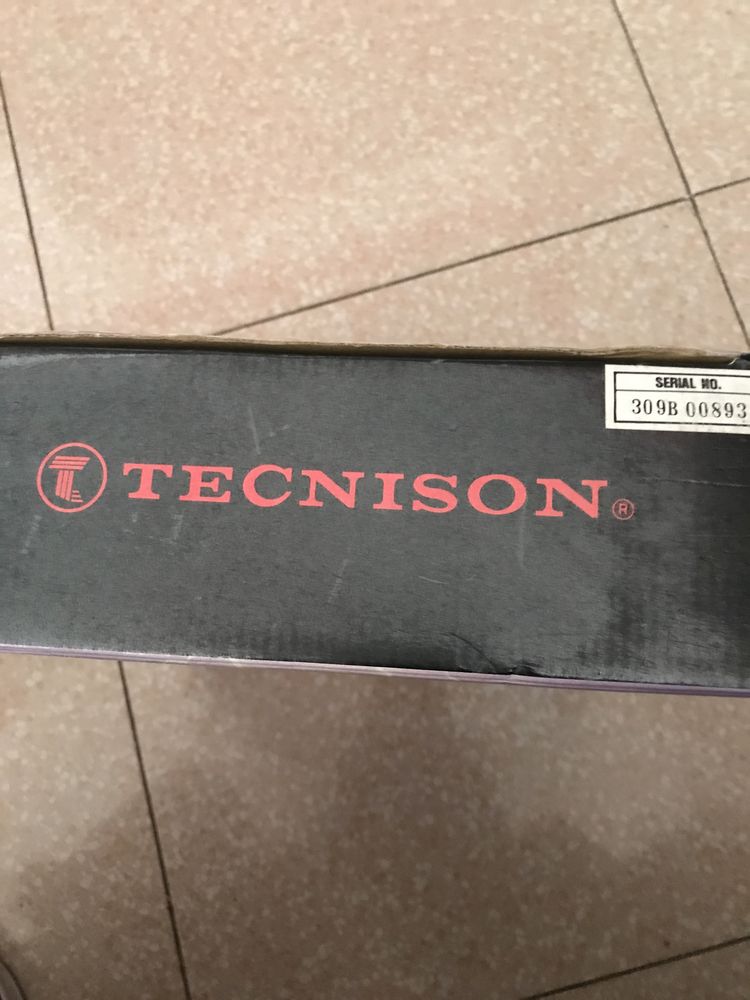 SERIAL NO.
309B 00893
TECNISON®